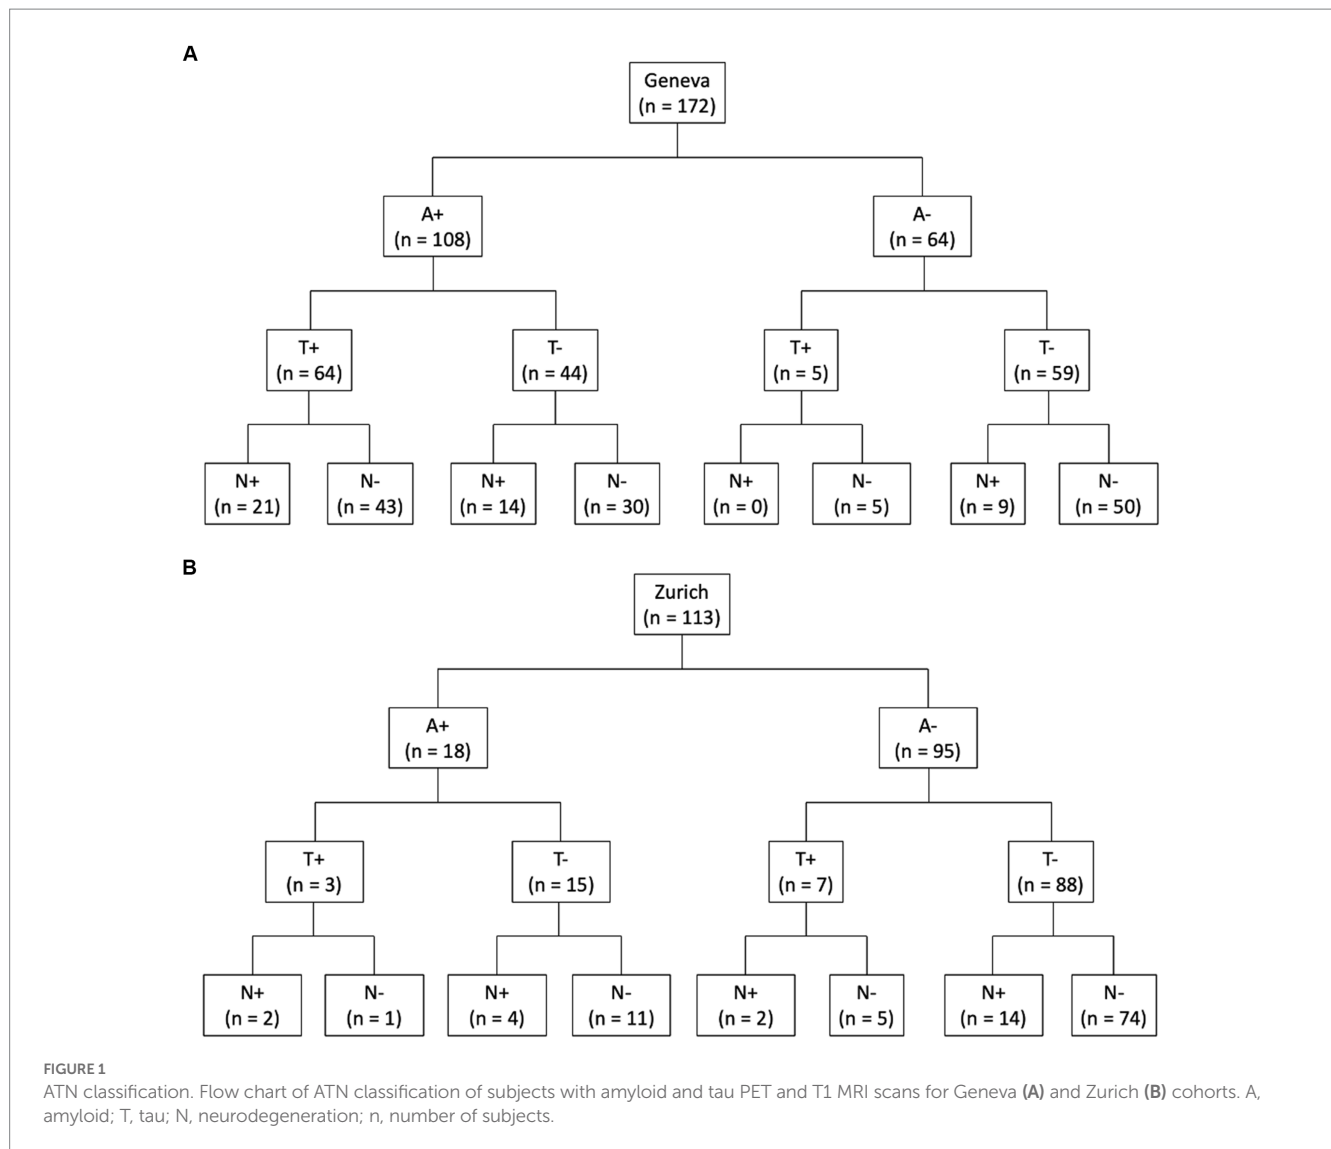 A
Geneva
(n = 172)
A+
(n = 108)
A-
(n = 64)
T+
(n = 64)
T-
(n = 44)
T+
(n = 5)
T-
(n = 59)
N+
(n = 21)
N-
(n = 43)
N+
(n = 14)
N-
(n = 30)
N+
(n = 0)
N-
(n = 5)
N+
(n = 9)
N-
(n = 50)
B
Zurich
(n = 113)
A+
(n = 18)
A-
(n = 95)
T+
(n = 3)
T-
(n = 15)
T+
(n = 7)
T-
(n = 88)
N+
(n = 2)
N-
(n = 1)
N+
(n = 4)
N-
(n = 11)
N+
(n = 2)
N-
(n = 5)
N+
(n = 14)
N-
(n = 74)
FIGURE 1
ATN classification. Flow chart of ATN classification of subjects with amyloid and tau PET and T1 MRI scans for Geneva (A) and Zurich (B) cohorts. A,
amyloid; T, tau; N, neurodegeneration; n, number of subjects.